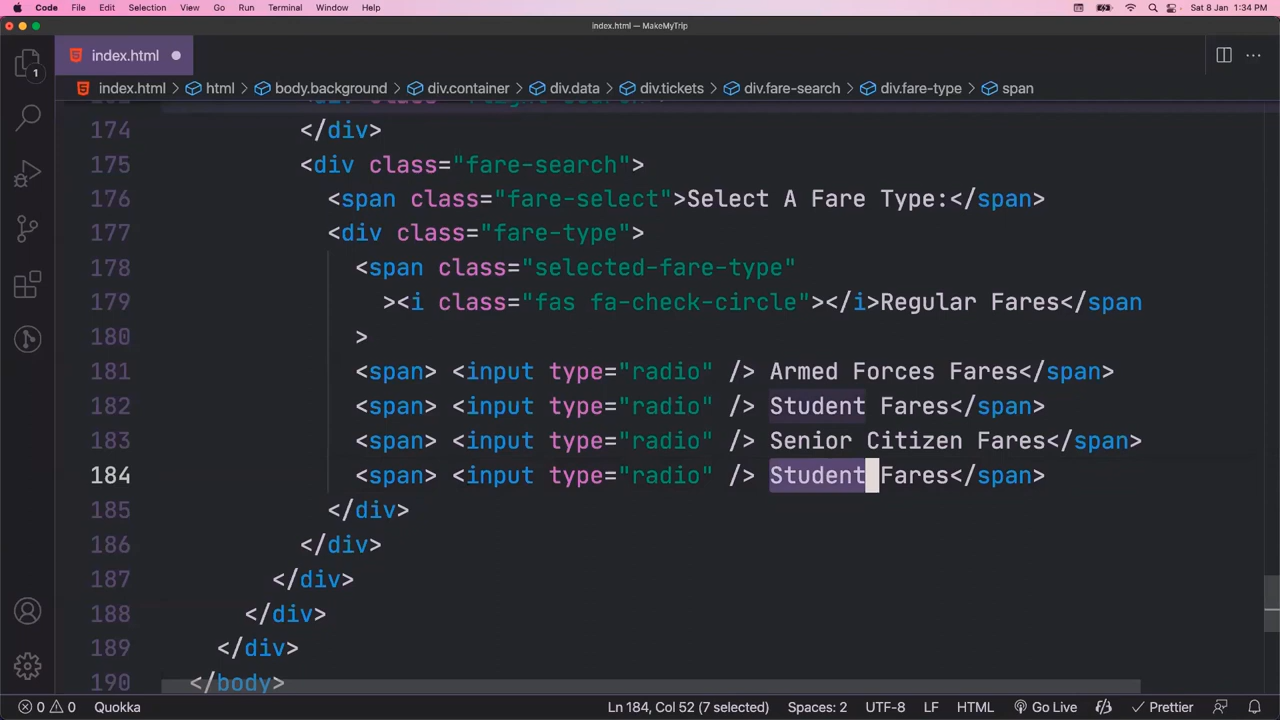 Code File Edit Selection View Go Run Terminal Window Help Sat 8 Jan 1:34 PM
index.html — MakeMyTrip
index.html
index.html > html > body.background > div.container > div.data > div.tickets > div.fare-search > div.fare-type > span
1
174 </div>
175 <div class="fare-search">
176 <span class="fare-select">Select A Fare Type:</span>
177 <div class="fare-type">
178 <span class="selected-fare-type"
179 ><i class="fas fa-check-circle"></i>Regular Fares</span
180 >
181 <span> <input type="radio" /> Armed Forces Fares</span>
182 <span> <input type="radio" /> Student Fares</span>
183 <span> <input type="radio" /> Senior Citizen Fares</span>
184 <span> <input type="radio" /> Student Fares</span>
185 </div>
186 </div>
187 </div>
188 </div>
189 </div>
190 </body>
0 0 Quokka Ln 184, Col 52 (7 selected) Spaces: 2 UTF-8 LF HTML Go Live Prettier